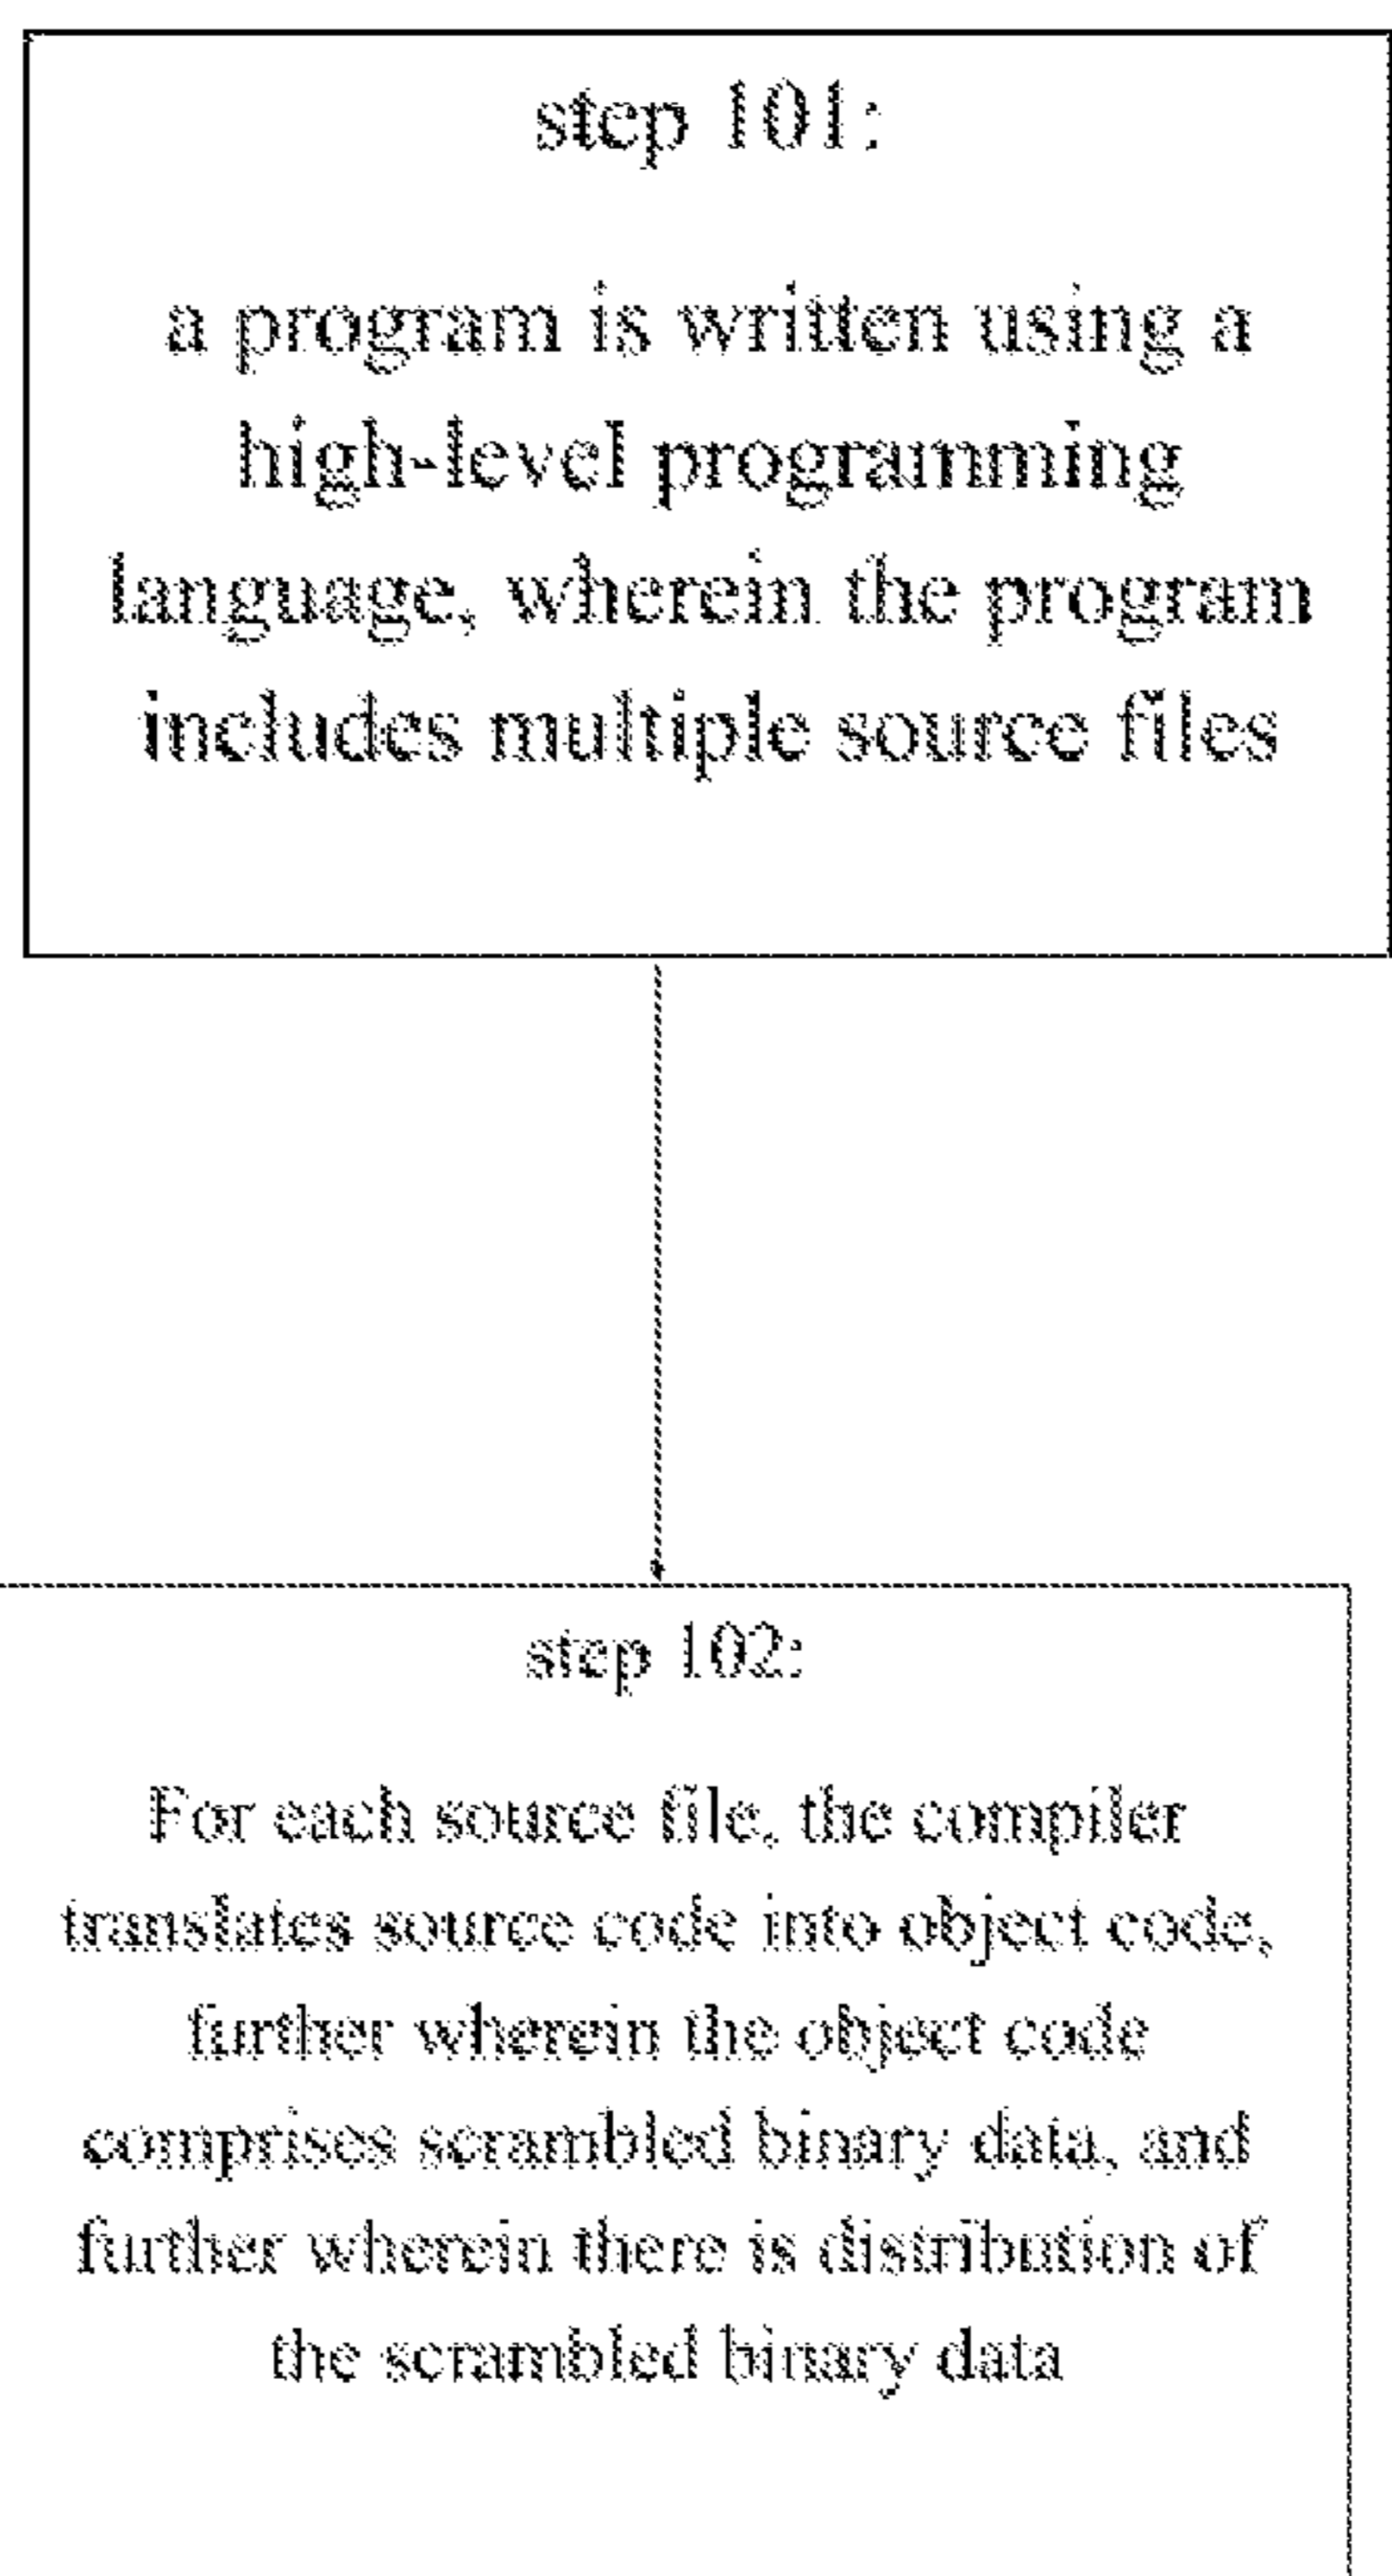 step 101:
a program is written using a
high-level programming
language, wherein the program
includes multiple source files
step 102:
For each source file, the compiler
translates source code into object code,
further wherein the object code
comprises scrambled binary data, and
further wherein there is distribution of
the scrambled binary data